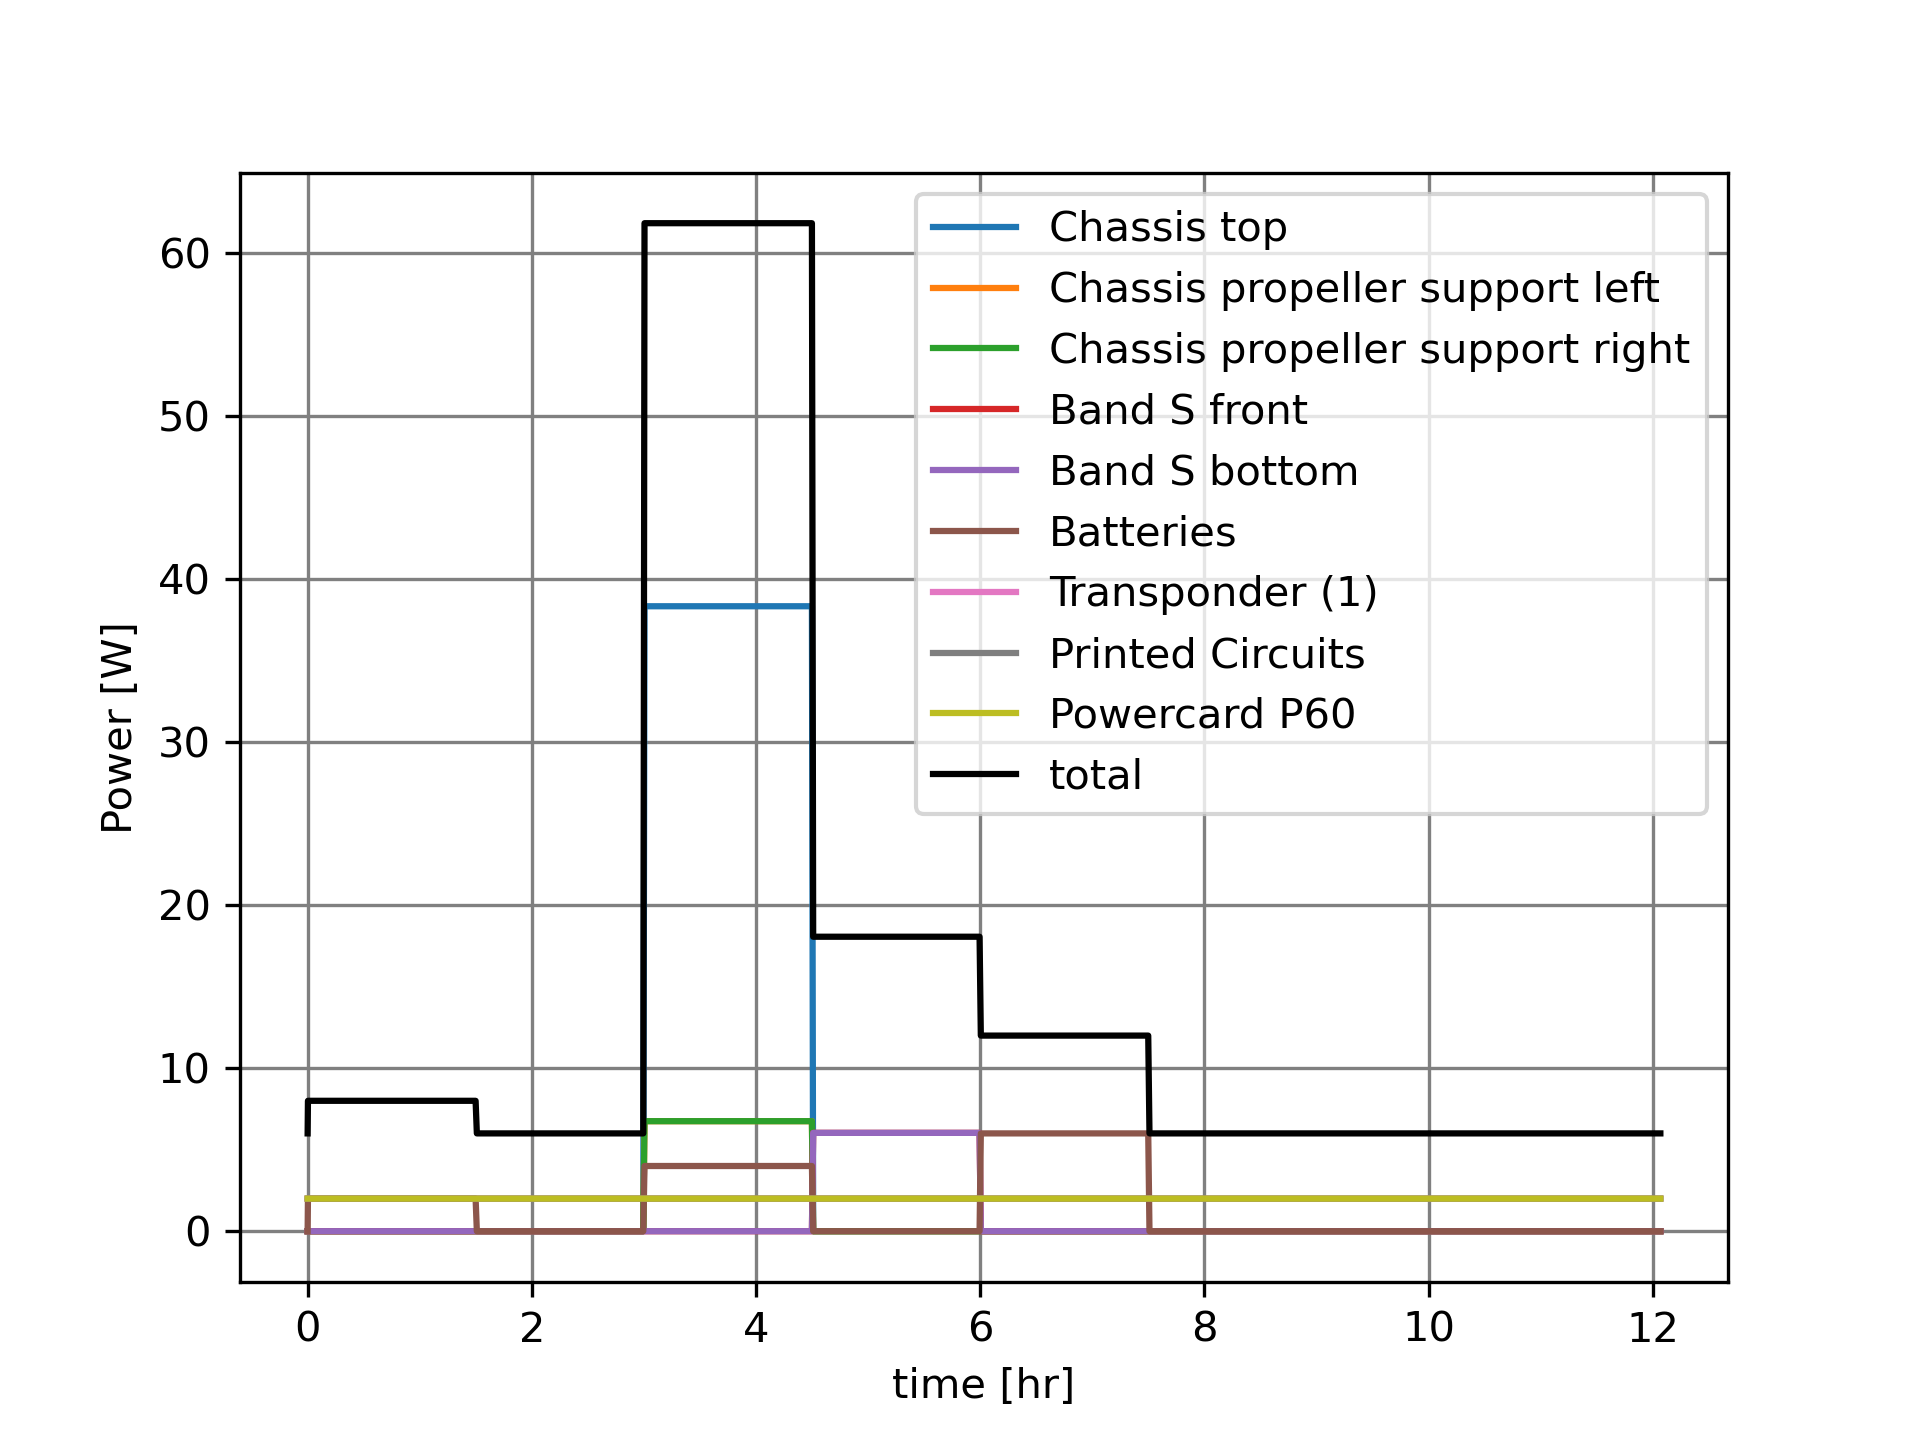 60
50
40
30
20
10
0
Power [W]
Chassis top
Chassis propeller support left
Chassis propeller support right
Band S front
Band S bottom
Batteries
Transponder (1)
Printed Circuits
Powercard P60
total
0 2 4 6 8 10 12
time [hr]